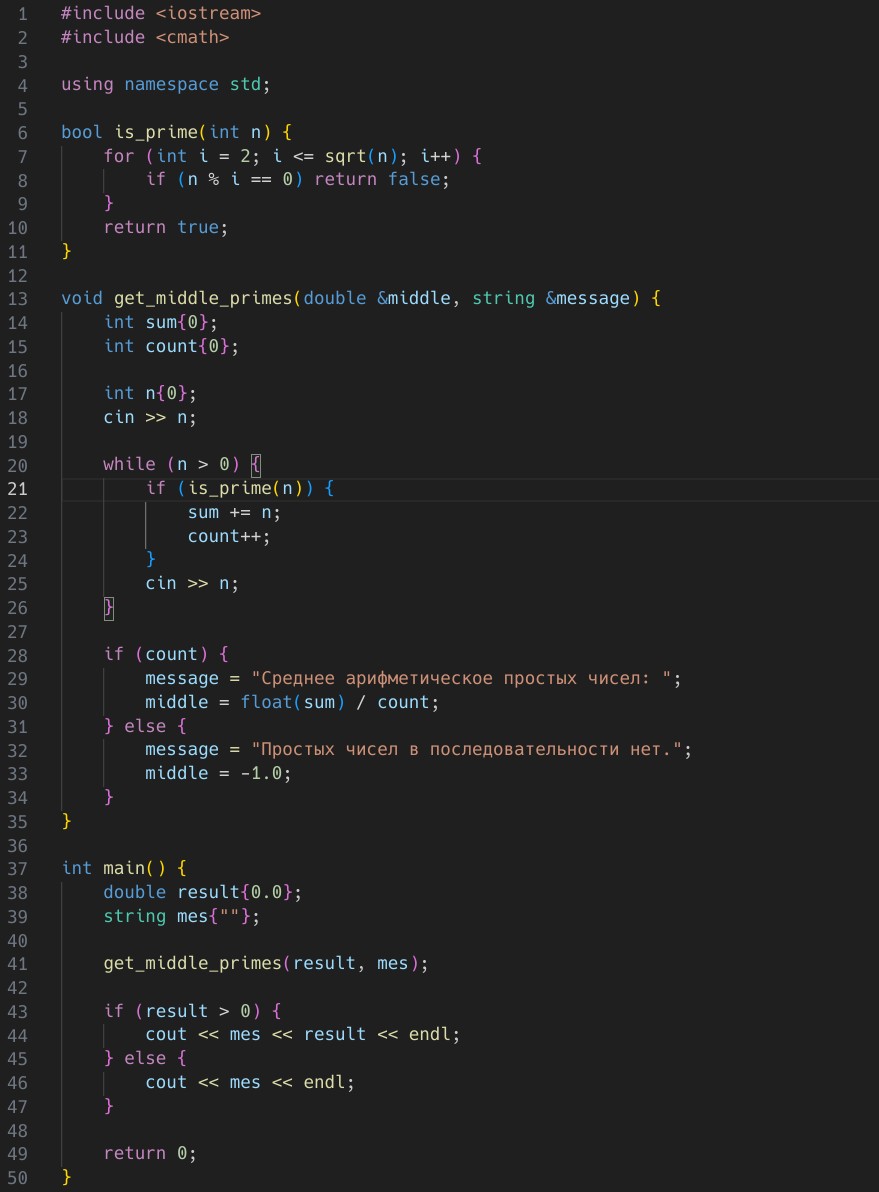 1 #include <iostream>
2 #include <cmath>
3
4 using namespace std;
5
6 bool is_prime(int n) {
7     for (int i = 2; i <= sqrt(n); i++) {
8         if (n % i == 0) return false;
9     }
10     return true;
11 }
12
13 void get_middle_primes(double &middle, string &message) {
14     int sum{0};
15     int count{0};
16
17     int n{0};
18     cin >> n;
19
20     while (n > 0) {
21         if (is_prime(n)) {
22             sum += n;
23             count++;
24         }
25         cin >> n;
26     }
27
28     if (count) {
29         message = "Среднее арифметическое простых чисел: ";
30         middle = float(sum) / count;
31     } else {
32         message = "Простых чисел в последовательности нет.";
33         middle = -1.0;
34     }
35 }
36
37 int main() {
38     double result{0.0};
39     string mes{""};
40
41     get_middle_primes(result, mes);
42
43     if (result > 0) {
44         cout << mes << result << endl;
45     } else {
46         cout << mes << endl;
47     }
48
49     return 0;
50 }